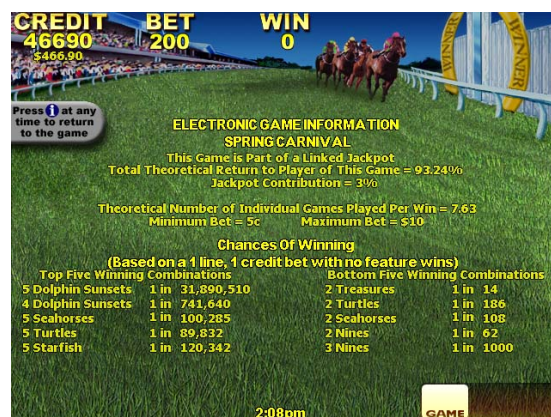 CREDIT BET WIN
46690 200 0
$466.90
WINNER WINNER
Press i at any
time to return
to the game
ELECTRONIC GAME INFORMATION
SPRING CARNIVAL
This Game is Part of a Linked Jackpot
Total Theoretical Return to Player of This Game = 93.24%
Jackpot Contribution = 3%
Theoretical Number of Individual Games Played Per Win = 7.63
Minimum Bet = 5c Maximum Bet = $10
Chances Of Winning
(Based on a 1 line, 1 credit bet with no feature wins)
Top Five Winning Combinations Bottom Five Winning Combinations
5 Dolphin Sunsets 1 in 31,890,510 2 Treasures 1 in 14
4 Dolphin Sunsets 1 in 741,640 2 Turtles 1 in 186
5 Seahorses 1 in 100,285 2 Seahorses 1 in 108
5 Turtles 1 in 89,832 2 Nines 1 in 62
5 Starfish 1 in 120,342 3 Nines 1 in 1000
2:08pm
GAME